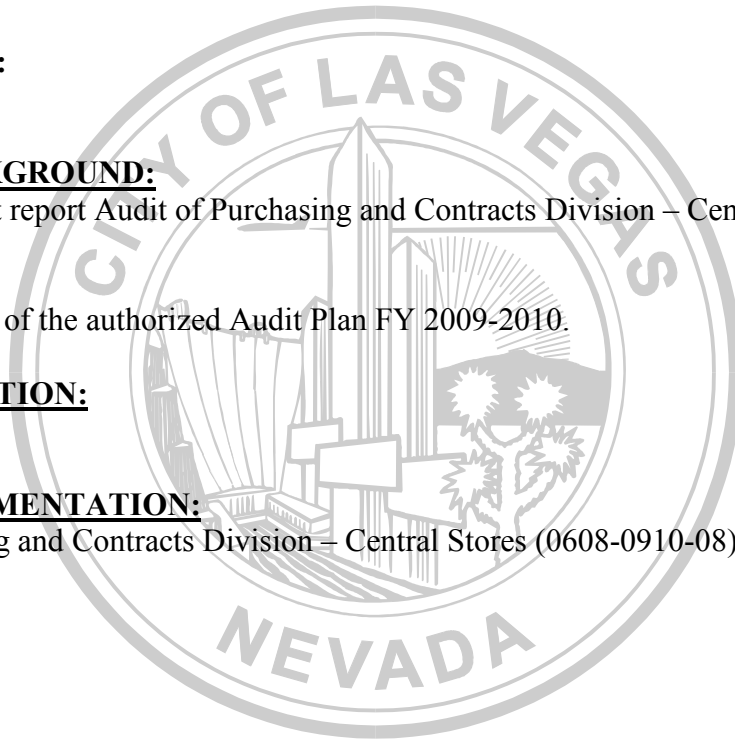 :
CITY OF LAS VEGAS
KGROUND:
t report Audit of Purchasing and Contracts Division – Cen
of the authorized Audit Plan FY 2009-2010.
TION:
MENTATION:
g and Contracts Division – Central Stores (0608-0910-08)
NEVADA